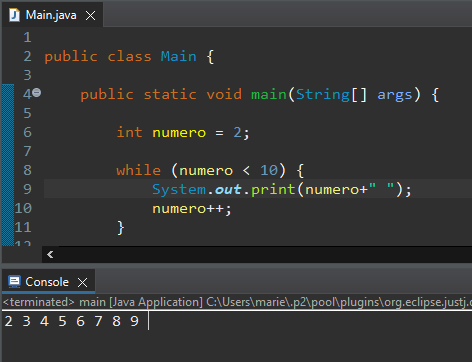 Main.java
1
2 public class Main {
3
4 public static void main(String[] args) {
5
6 int numero = 2;
7
8 while (numero < 10) {
9 System.out.print(numero+" ");
10 numero++;
11 }
Console
<terminated> main [Java Application] C:\Users\marie\.p2\pool\plugins\org.eclipse.justj.
2 3 4 5 6 7 8 9